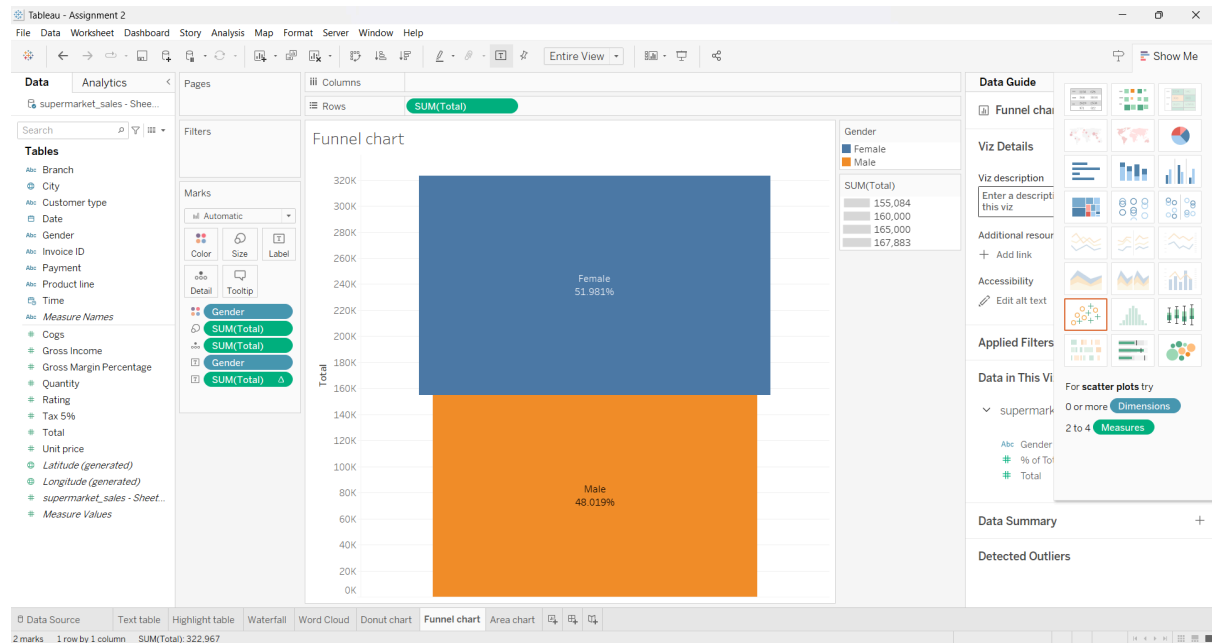 Tableau - Assignment 2
File Data Worksheet Dashboard Story Analysis Map Format Server Window Help
Entire View
Show Me
Data Analytics
supermarket_sales - Shee...
Search
Tables
Abc Branch
City
Abc Customer type
Date
Abc Gender
Abc Invoice ID
Abc Payment
Abc Product line
Time
Abc Measure Names
# Cogs
# Gross Income
# Gross Margin Percentage
# Quantity
# Rating
# Tax 5%
# Total
# Unit price
Latitude (generated)
Longitude (generated)
# supermarket_sales - Sheet...
# Measure Values
Pages
Filters
Marks
Automatic
Color Size Label
Detail Tooltip
Gender
SUM(Total)
SUM(Total)
Gender
SUM(Total) Δ
Columns
Rows SUM(Total)
Funnel chart
Total
320K
300K
280K
260K
240K
220K
200K
180K
160K
140K
120K
100K
80K
60K
40K
20K
0K
Female
51.981%
Male
48.019%
Gender
Female
Male
SUM(Total)
155,084
160,000
165,000
167,883
Data Guide
Funnel char
Viz Details
Viz description
Enter a descripti
this viz
Additional resour
+ Add link
Accessibility
Edit alt text
Applied Filters
Data in This Vi
supermark
Abc Gender
# % of Tot
# Total
For scatter plots try
0 or more Dimensions
2 to 4 Measures
Data Summary +
Detected Outliers
Data Source Text table Highlight table Waterfall Word Cloud Donut chart Funnel chart Area chart
2 marks 1 row by 1 column SUM(Total): 322,967